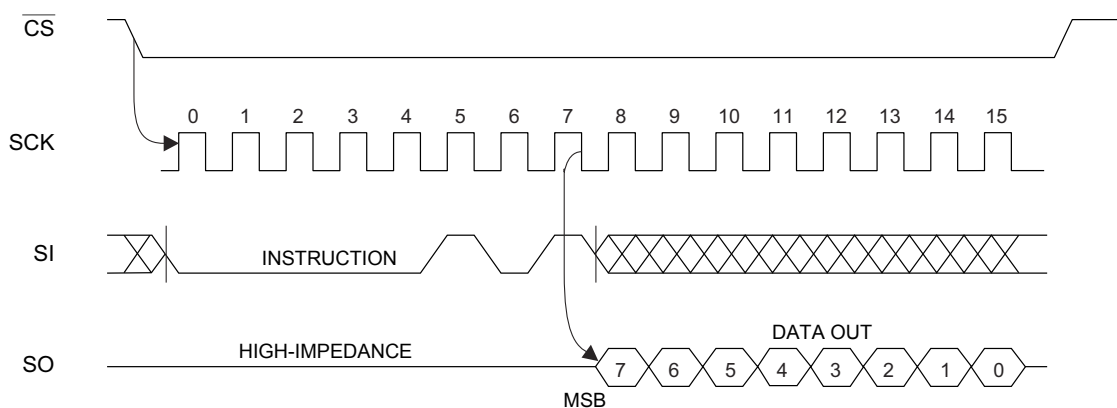 CS
0 1 2 3 4 5 6 7 8 9 10 11 12 13 14 15
SCK
SI
INSTRUCTION
HIGH-IMPEDANCE
DATA OUT
SO
7 6 5 4 3 2 1 0
MSB